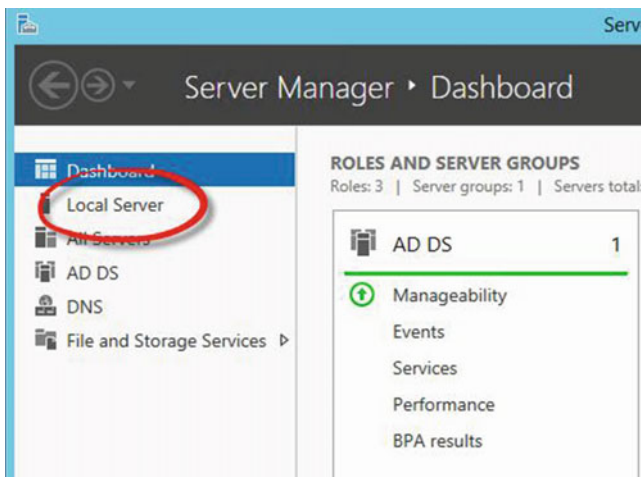 Serv
Server Manager ‣ Dashboard
Dashboard
Local Server
All Servers
AD DS
DNS
File and Storage Services
ROLES AND SERVER GROUPS
Roles: 3 | Server groups: 1 | Servers total
AD DS 1
Manageability
Events
Services
Performance
BPA results